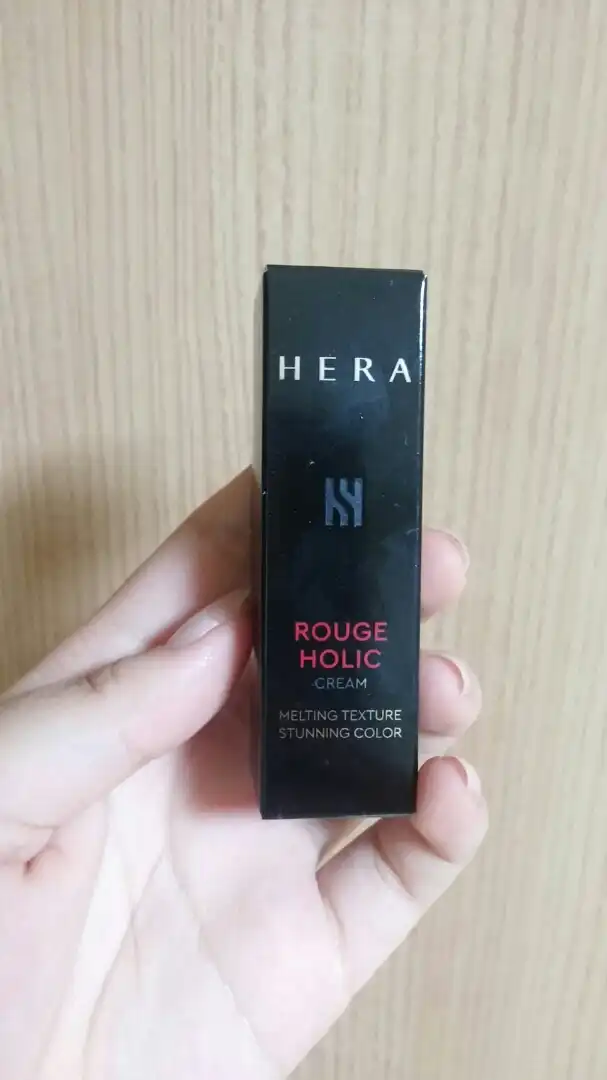 HERA
ROUGE
HOLIC
CREAM
MELTING TEXTURE
STUNNING COLOR